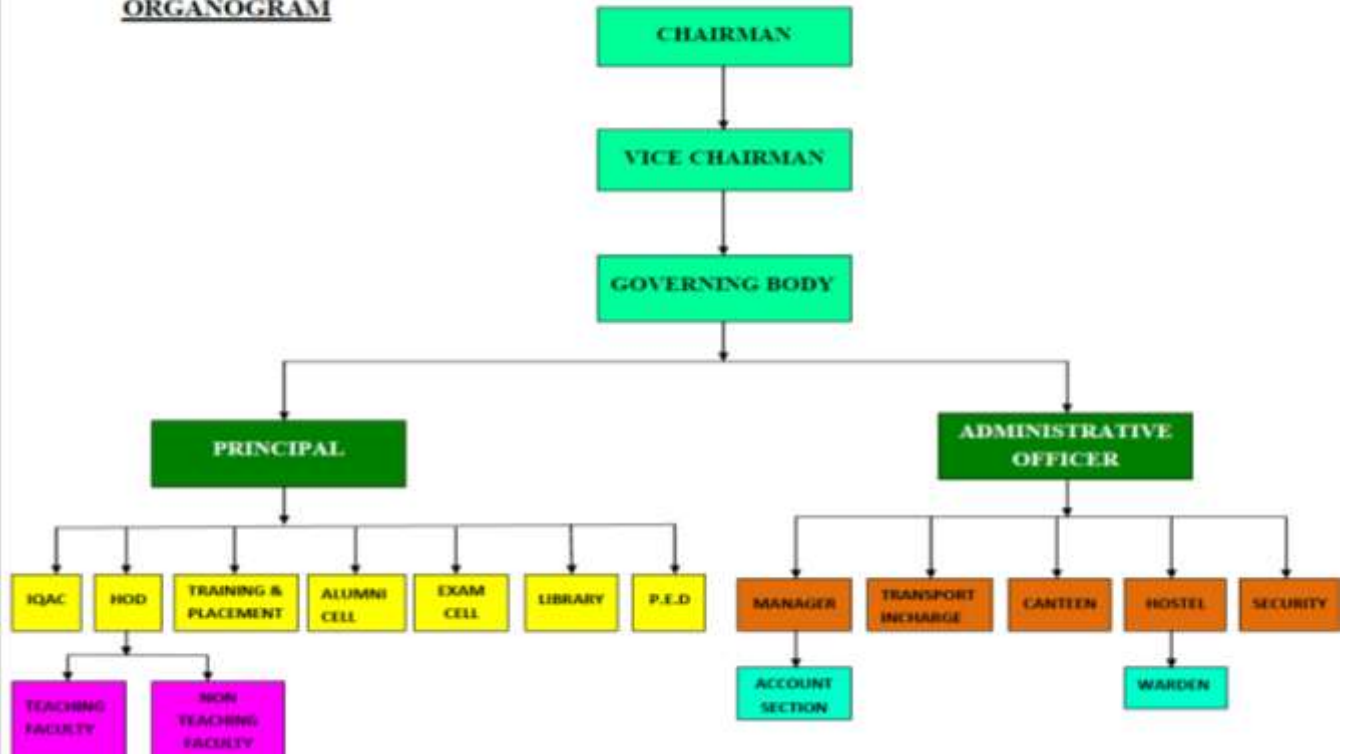 ORGANOGRAM
CHAIRMAN
VICE CHAIRMAN
GOVERNING BODY
PRINCIPAL
ADMINISTRATIVE
OFFICER
IQAC
HOD
TRAINING &
PLACEMENT
ALUMNI
CELL
EXAM
CELL
LIBRARY
P.E.D
MANAGER
TRANSPORT
INCHARGE
CANTEEN
HOSTEL
SECURITY
TEACHING
FACULTY
NON
TEACHING
FACULTY
ACCOUNT
SECTION
WARDEN